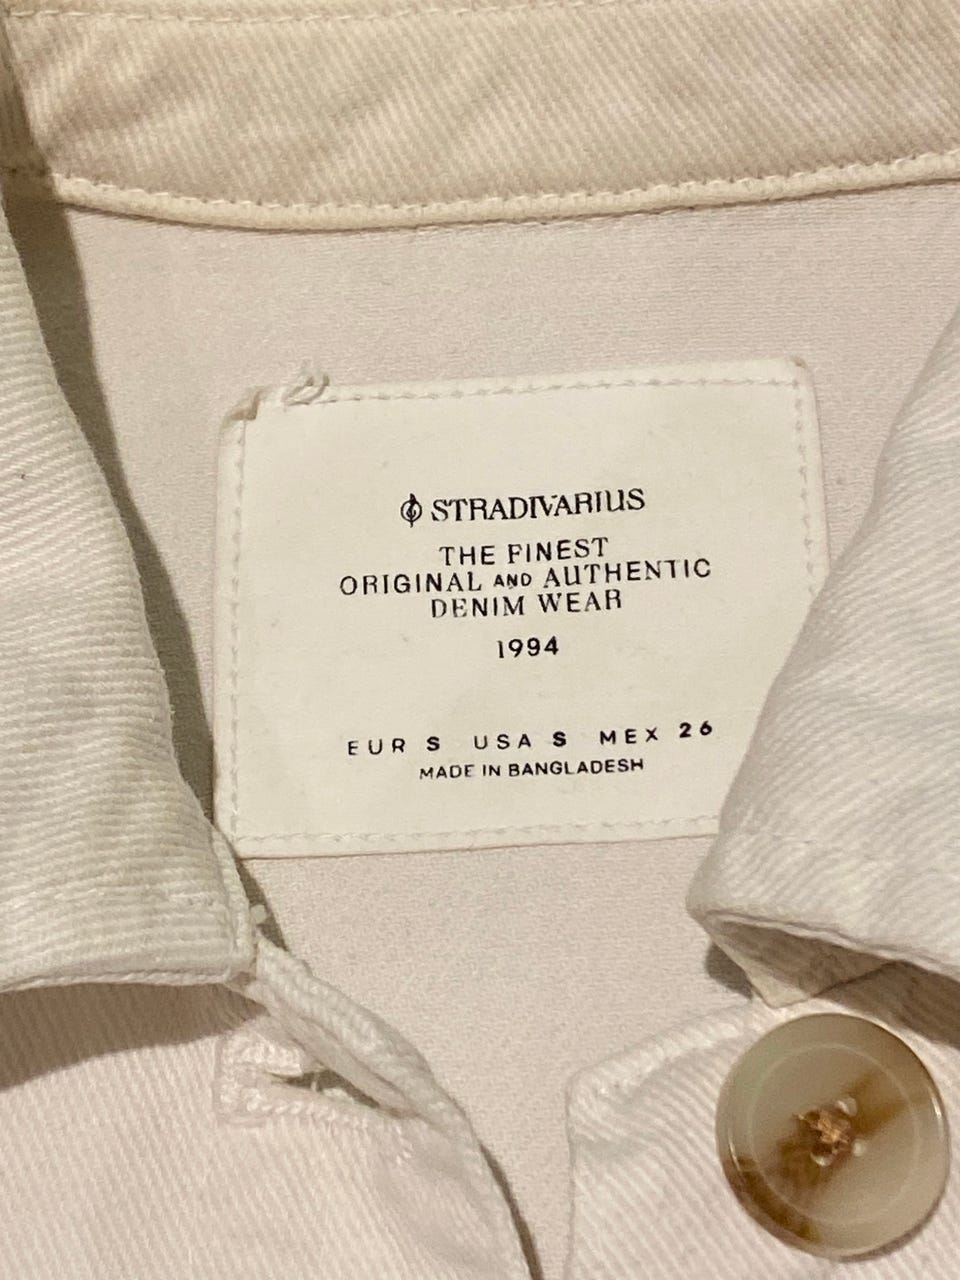 STRADIVARIUS
THE FINEST
ORIGINAL AND AUTHENTIC
DENIM WEAR
1994
EUR S USA S MEX 26
MADE IN BANGLADESH